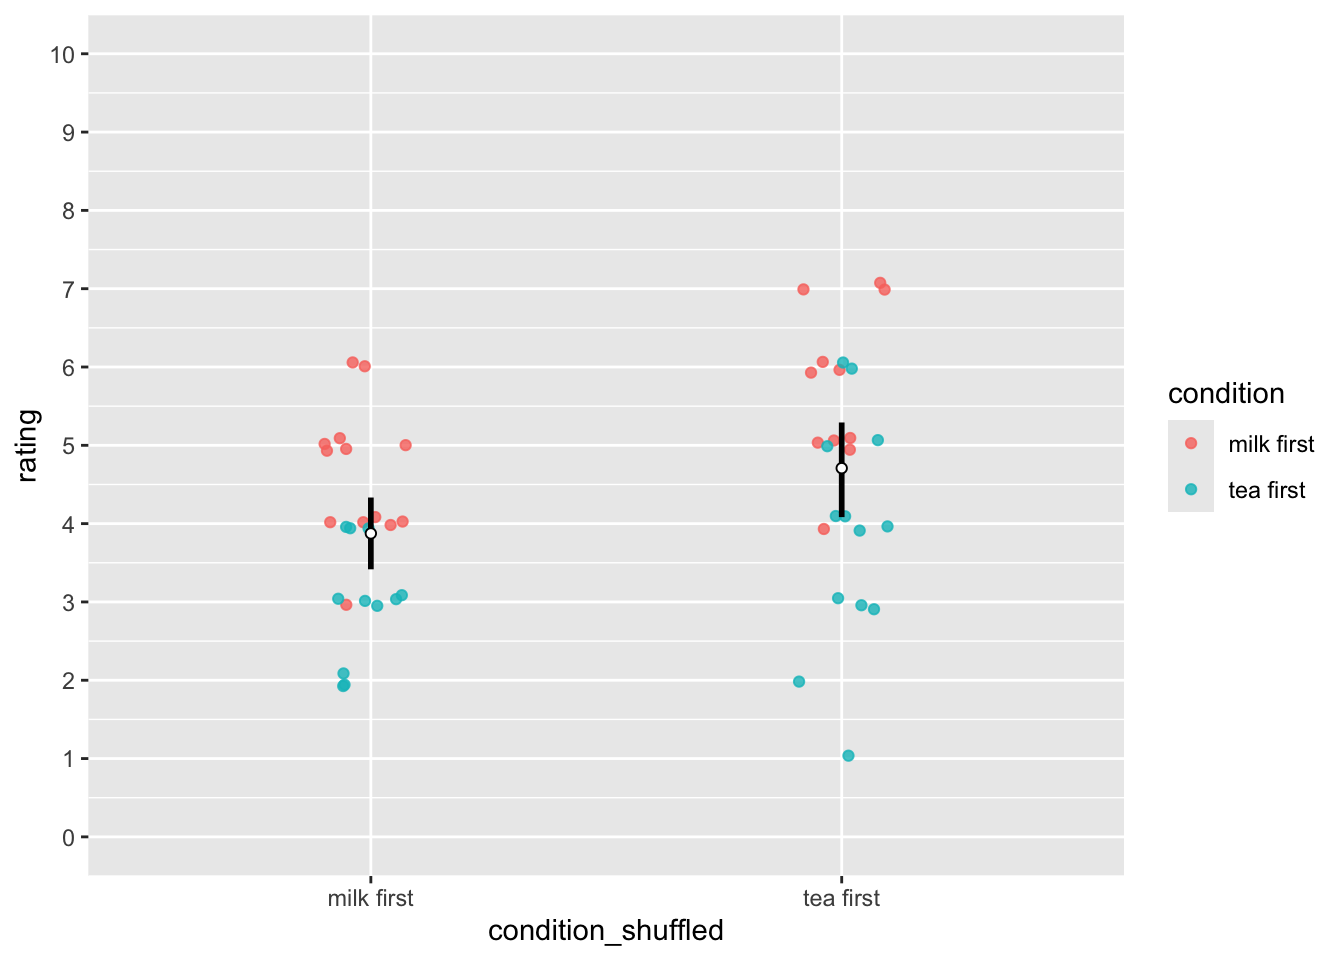 10
9
8
7
6
5
4
3
2
1
0
rating
milk first
tea first
condition_shuffled
condition
milk first
tea first